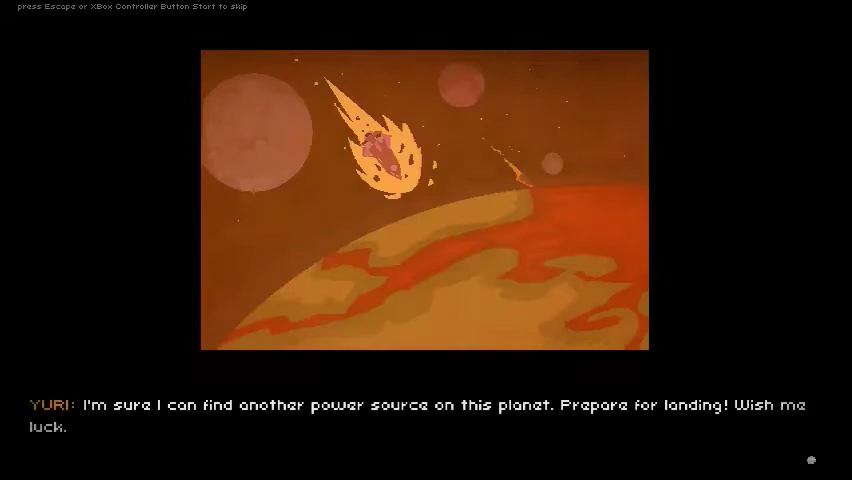 press Escape or XBox Controller Button Start to skip
YURI: I'm sure I can find another power source on this planet. Prepare for landing! Wish me
luck.